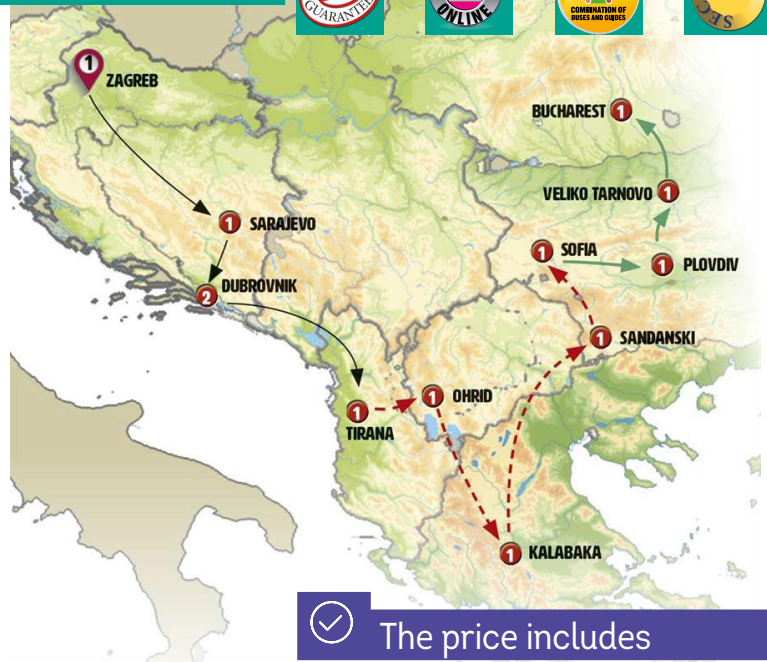 GUARANTEE
ONLINE
COMBINATION OF
BUSES AND GUIDES
SEC
1
ZAGREB
BUCHAREST 1
VELIKO TARNOVO 1
1 SARAJEVO
1 SOFIA
1 PLOVDIV
2 DUBROVNIK
1 SANDANSKI
1 OHRID
1
TIRANA
1 KALABAKA
The price includes